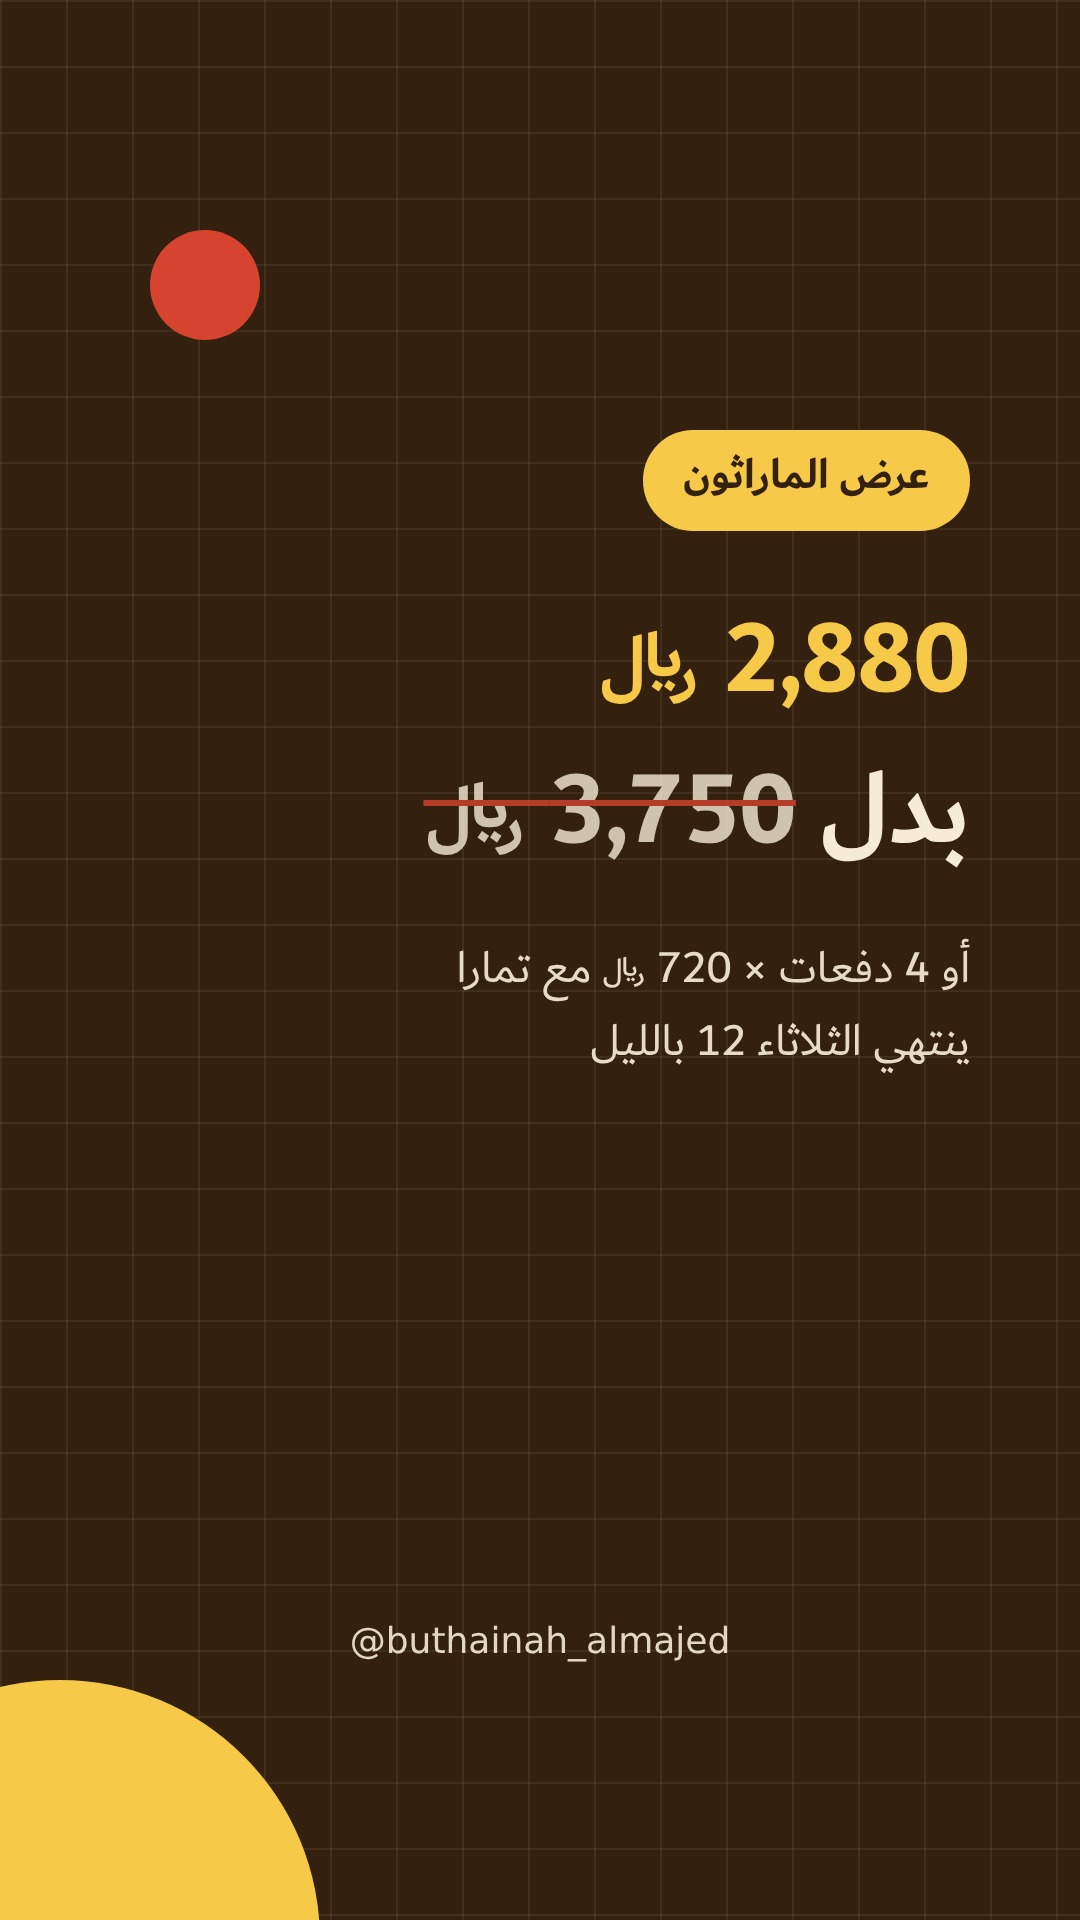 عرض الماراثون
2,880 ﷼
بدل 3,750 ﷼
أو 4 دفعات × 720 ﷼ مع تمارا
ينتهي الثلاثاء 12 بالليل
@buthainah_almajed